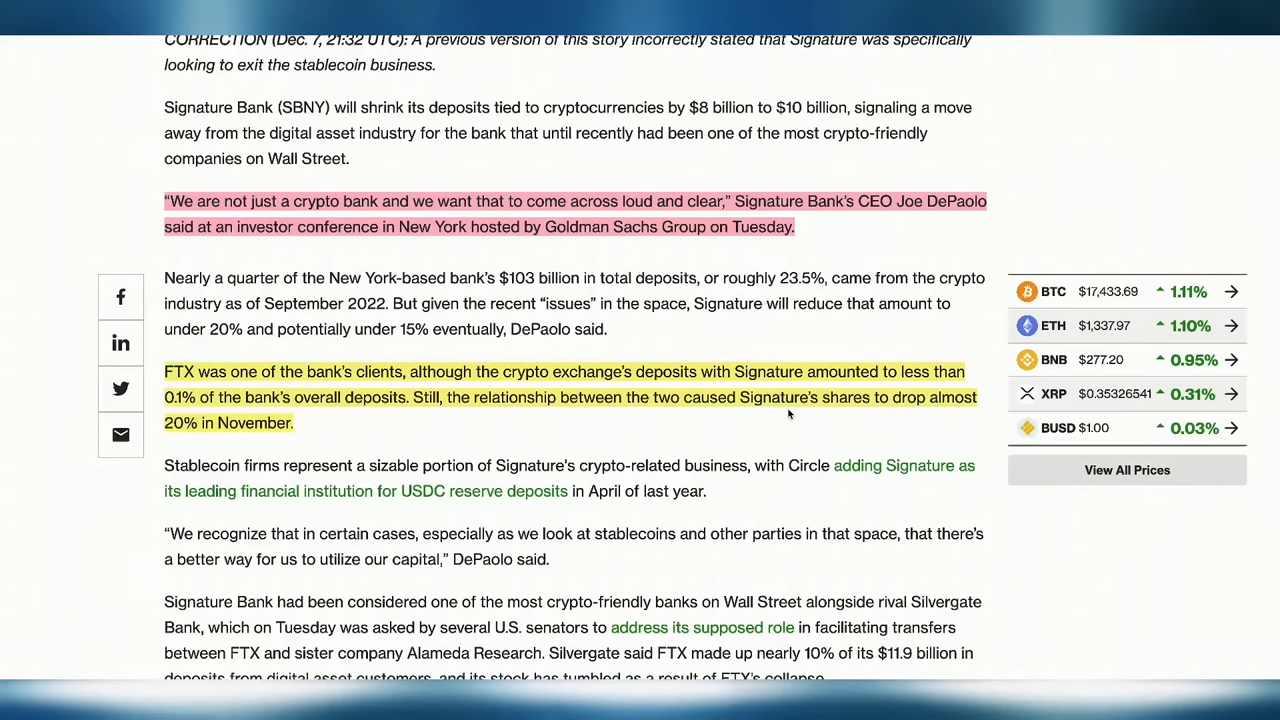 CORRECTION (Dec. 7, 21:32 UTC): A previous version of this story incorrectly stated that Signature was specifically
looking to exit the stablecoin business.
Signature Bank (SBNY) will shrink its deposits tied to cryptocurrencies by $8 billion to $10 billion, signaling a move
away from the digital asset industry for the bank that until recently had been one of the most crypto-friendly
companies on Wall Street.
“We are not just a crypto bank and we want that to come across loud and clear,” Signature Bank’s CEO Joe DePaolo
said at an investor conference in New York hosted by Goldman Sachs Group on Tuesday.
Nearly a quarter of the New York-based bank’s $103 billion in total deposits, or roughly 23.5%, came from the crypto
industry as of September 2022. But given the recent “issues” in the space, Signature will reduce that amount to
under 20% and potentially under 15% eventually, DePaolo said.
FTX was one of the bank’s clients, although the crypto exchange’s deposits with Signature amounted to less than
0.1% of the bank’s overall deposits. Still, the relationship between the two caused Signature’s shares to drop almost
20% in November.
Stablecoin firms represent a sizable portion of Signature's crypto-related business, with Circle adding Signature as
its leading financial institution for USDC reserve deposits in April of last year.
“We recognize that in certain cases, especially as we look at stablecoins and other parties in that space, that there’s
a better way for us to utilize our capital,” DePaolo said.
Signature Bank had been considered one of the most crypto-friendly banks on Wall Street alongside rival Silvergate
Bank, which on Tuesday was asked by several U.S. senators to address its supposed role in facilitating transfers
between FTX and sister company Alameda Research. Silvergate said FTX made up nearly 10% of its $11.9 billion in
deposits from digital asset customers, and its stock has tumbled as a result of FTX’s collapse.
BTC $17,433.69 1.11%
ETH $1,337.97 1.10%
BNB $277.20 0.95%
XRP $0.35326541 0.31%
BUSD $1.00 0.03%
View All Prices